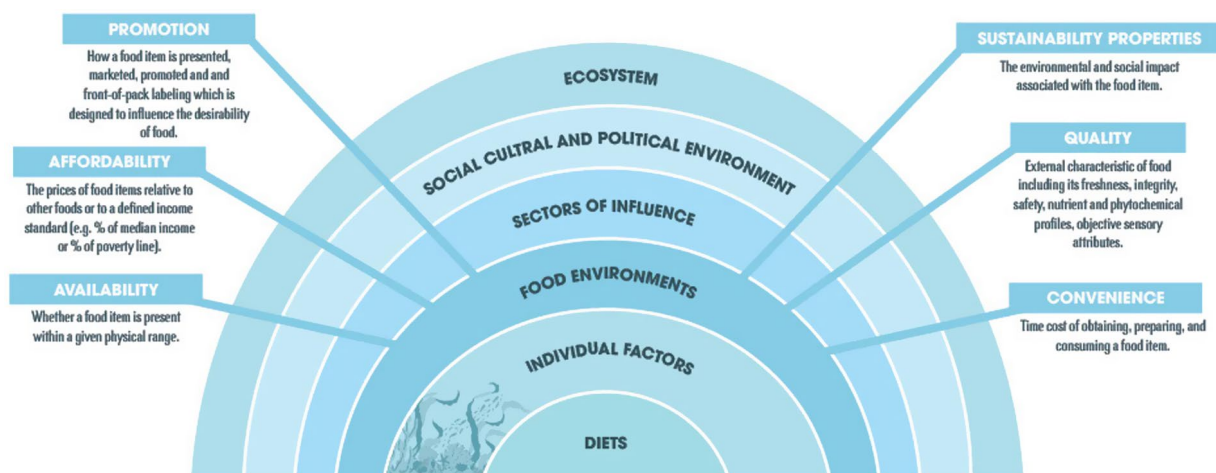 PROMOTION
How a food item is presented,
marketed, promoted and and
front-of-pack labeling which is
designed to influence the desirability
of food.
AFFORDABILITY
The prices of food items relative to
other foods or to a defined income
standard (e.g. % of median income
or % of poverty line).
AVAILABILITY
Whether a food item is present
within a given physical range.
ECOSYSTEM
SOCIAL CULTRAL AND POLITICAL ENVIRONMENT
SECTORS OF INFLUENCE
FOOD ENVIRONMENTS
INDIVIDUAL FACTORS
DIETS
SUSTAINABILITY PROPERTIES
The environmental and social impact
associated with the food item.
QUALITY
External characteristic of food
including its freshness, integrity,
safety, nutrient and phytochemical
profiles, objective sensory
attributes.
CONVENIENCE
Time cost of obtaining, preparing, and
consuming a food item.